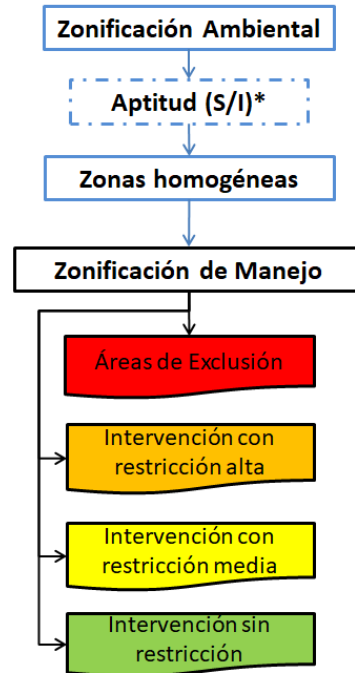 Zonificación Ambiental
Aptitud (S/I)*
Zonas homogéneas
Zonificación de Manejo
Áreas de Exclusión
Intervención con
restricción alta
Intervención con
restricción media
Intervención sin
restricción